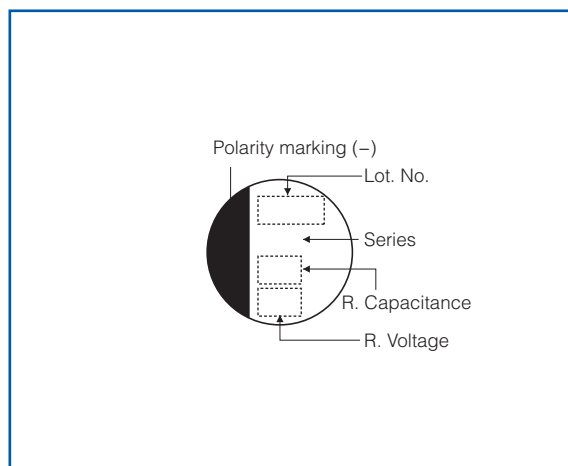 Polarity marking (−)
Lot. No.
Series
R. Capacitance
R. Voltage